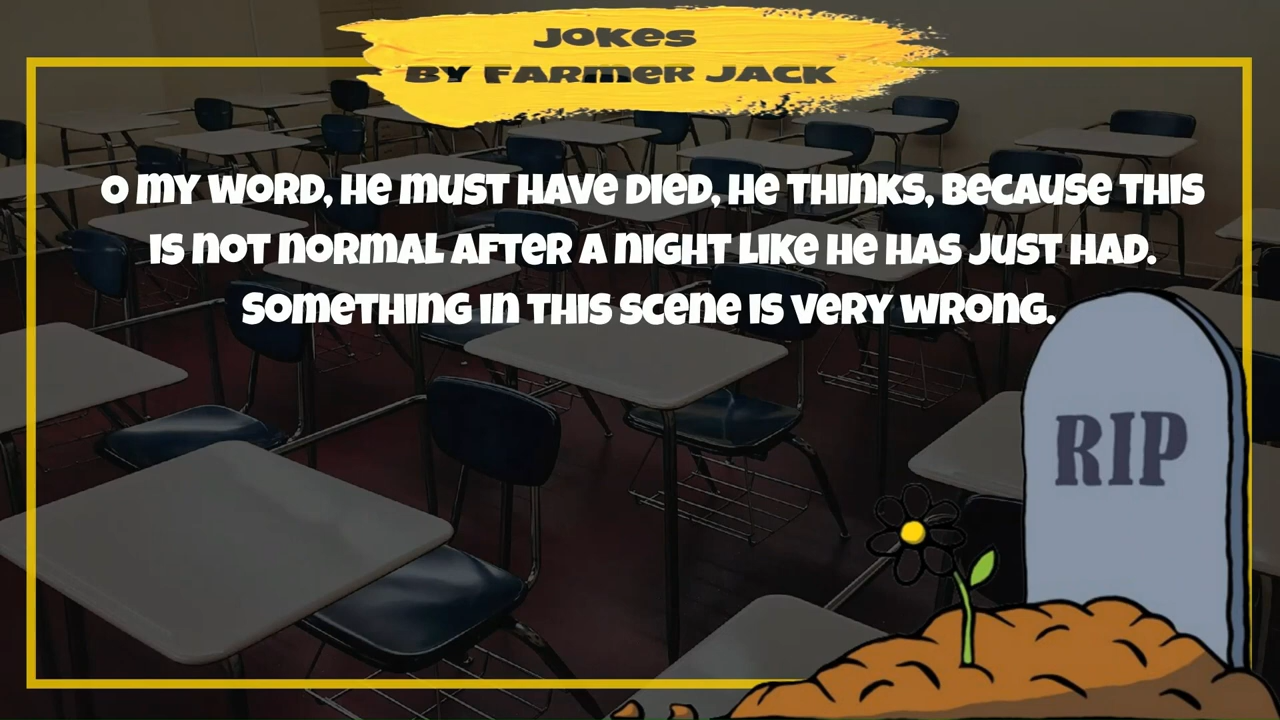 JOKES
BY FARMER JACK
O MY WORD, HE MUST HAVE DIED, HE THINKS, BECAUSE THIS
IS NOT NORMAL AFTER A NIGHT LIKE HE HAS JUST HAD.
SOMETHING IN THIS SCENE IS VERY WRONG.
RIP